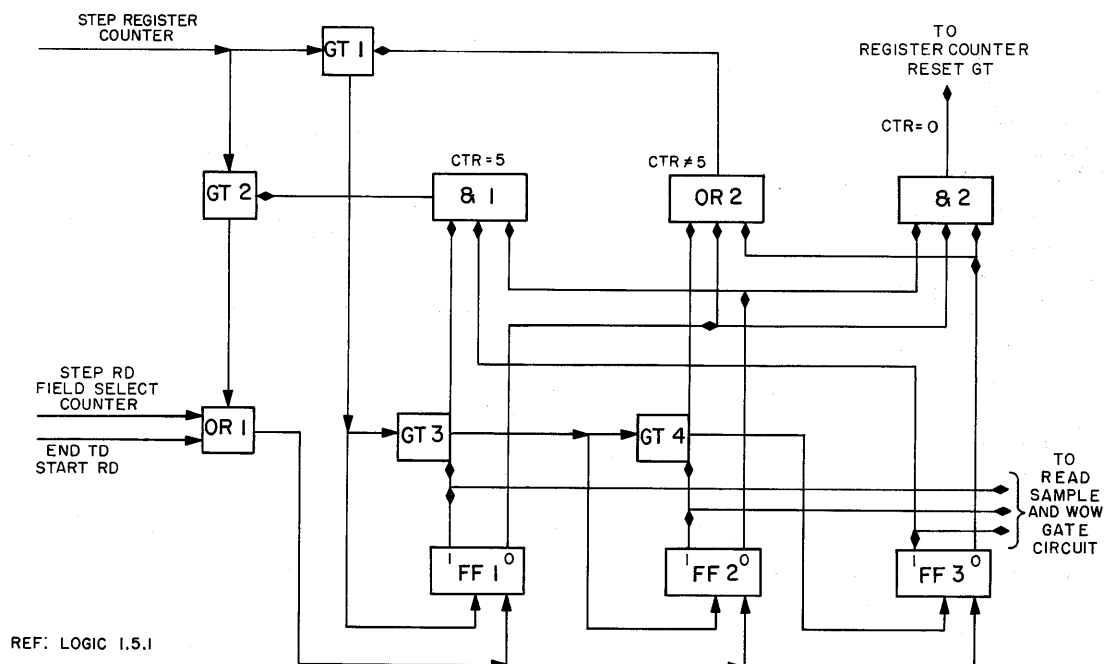 STEP REGISTER
COUNTER
GT 1
TO
REGISTER COUNTER
RESET GT
CTR=0
CTR=5
CTR≠5
GT 2
& 1
OR 2
& 2
STEP RD
FIELD SELECT
COUNTER
OR 1
END TD
START RD
GT 3
GT 4
TO
READ
SAMPLE
AND WOW
GATE
CIRCUIT
1 FF 1 0
1 FF 2 0
1 FF 3 0
REF: LOGIC 1.5.1